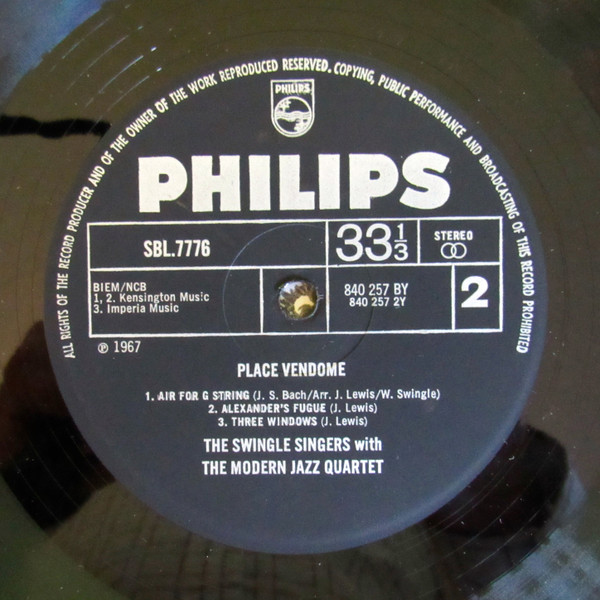 ALL RIGHTS OF THE RECORD PRODUCER AND OF THE OWNER OF THE WORK REPRODUCED RESERVED. COPYING, PUBLIC PERFORMANCE AND BROADCASTING OF THIS RECORD PROHIBITED
PHILIPS
PHILIPS
SBL.7776
33 1/3
STEREO
BIEM/NCB
1, 2. Kensington Music
3. Imperia Music
840 257 BY
840 257 2Y
2
℗ 1967
PLACE VENDOME
1. AIR FOR G STRING (J. S. Bach/Arr. J. Lewis/W. Swingle)
2. ALEXANDER'S FUGUE (J. Lewis)
3. THREE WINDOWS (J. Lewis)
THE SWINGLE SINGERS with
THE MODERN JAZZ QUARTET